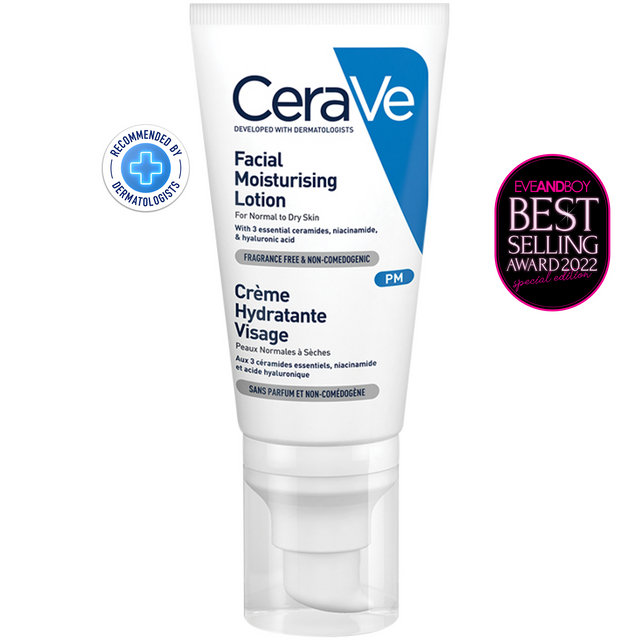 CeraVe
DEVELOPED WITH DERMATOLOGISTS
Facial
Moisturising
Lotion
For Normal to Dry Skin
With 3 essential ceramides, niacinamide,
& hyaluronic acid
FRAGRANCE FREE & NON-COMEDOGENIC
PM
Crème
Hydratante
Visage
Peaux Normales à Sèches
Aux 3 céramides essentiels, niacinamide
et acide hyaluronique
SANS PARFUM ET NON-COMÉDOGÈNE
RECOMMENDED BY
DERMATOLOGISTS
EVEANDBOY
BEST
SELLING
AWARD 2022
special edition